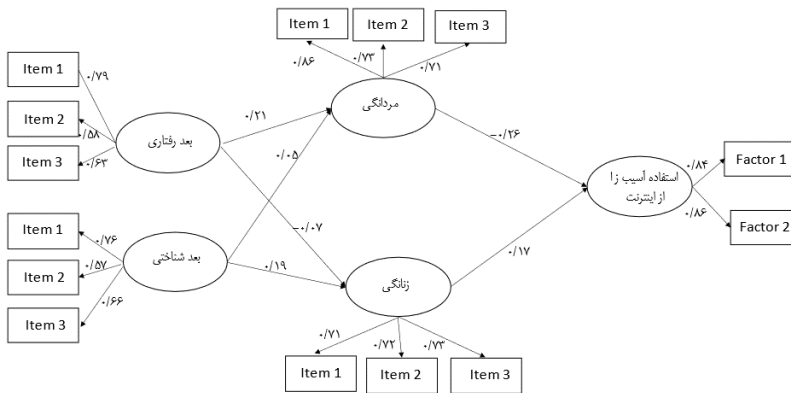 Item 1
Item 2
Item 3
۰/۸۶
۰/۷۳
۰/۷۱
مردانگی
Item 1
Item 2
Item 3
۰/۷۹
۰/۵۸
۰/۶۳
بعد رفتاری
۰/۲۱
۰/۰۵
−۰/۰۷
۰/۱۹
Item 1
Item 2
Item 3
۰/۷۶
۰/۵۷
۰/۶۶
بعد شناختی
زنانگی
۰/۷۱
۰/۷۲
۰/۷۳
Item 1
Item 2
Item 3
−۰/۲۶
۰/۱۷
استفاده آسیب زا
از اینترنت
۰/۸۴
۰/۸۶
Factor 1
Factor 2